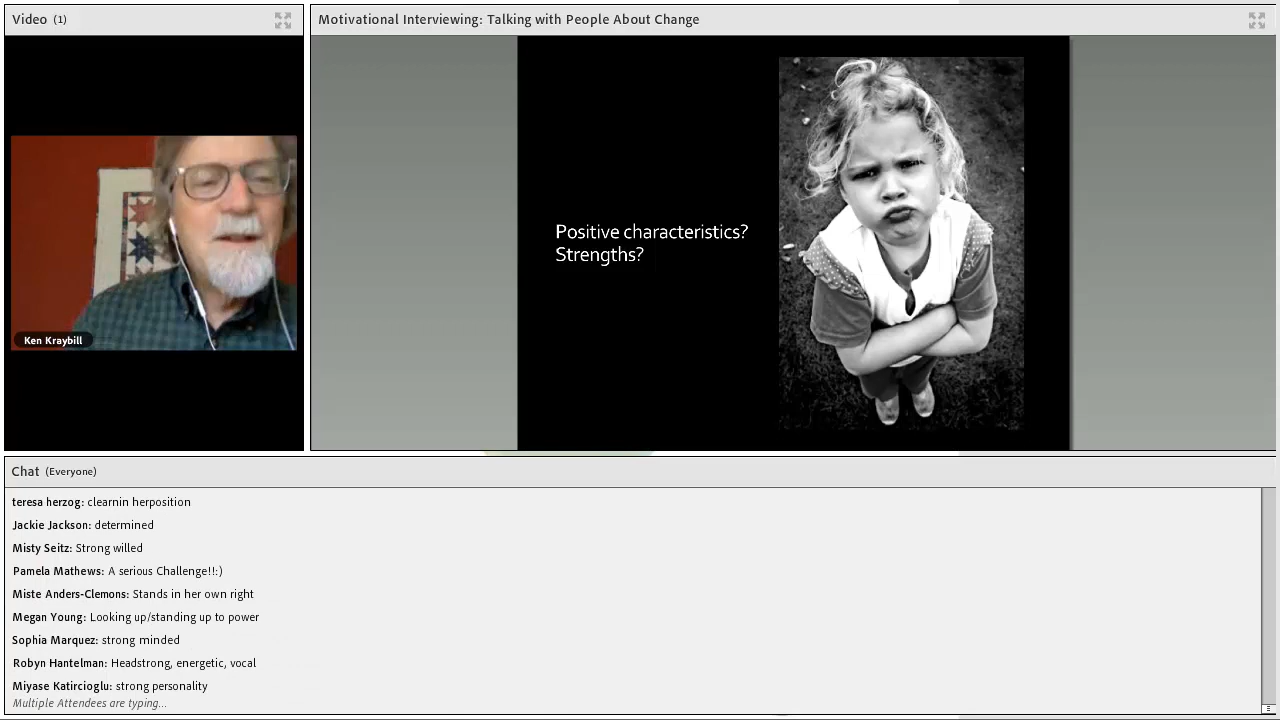 Video (1)
Motivational Interviewing: Talking with People About Change
Positive characteristics?
Strengths?
Ken Kraybill
Chat (Everyone)
teresa herzog: clearnin herposition
Jackie Jackson: determined
Misty Seitz: Strong willed
Pamela Mathews: A serious Challenge!!:)
Miste Anders-Clemons: Stands in her own right
Megan Young: Looking up/standing up to power
Sophia Marquez: strong minded
Robyn Hantelman: Headstrong, energetic, vocal
Miyase Katircioglu: strong personality
Multiple Attendees are typing...